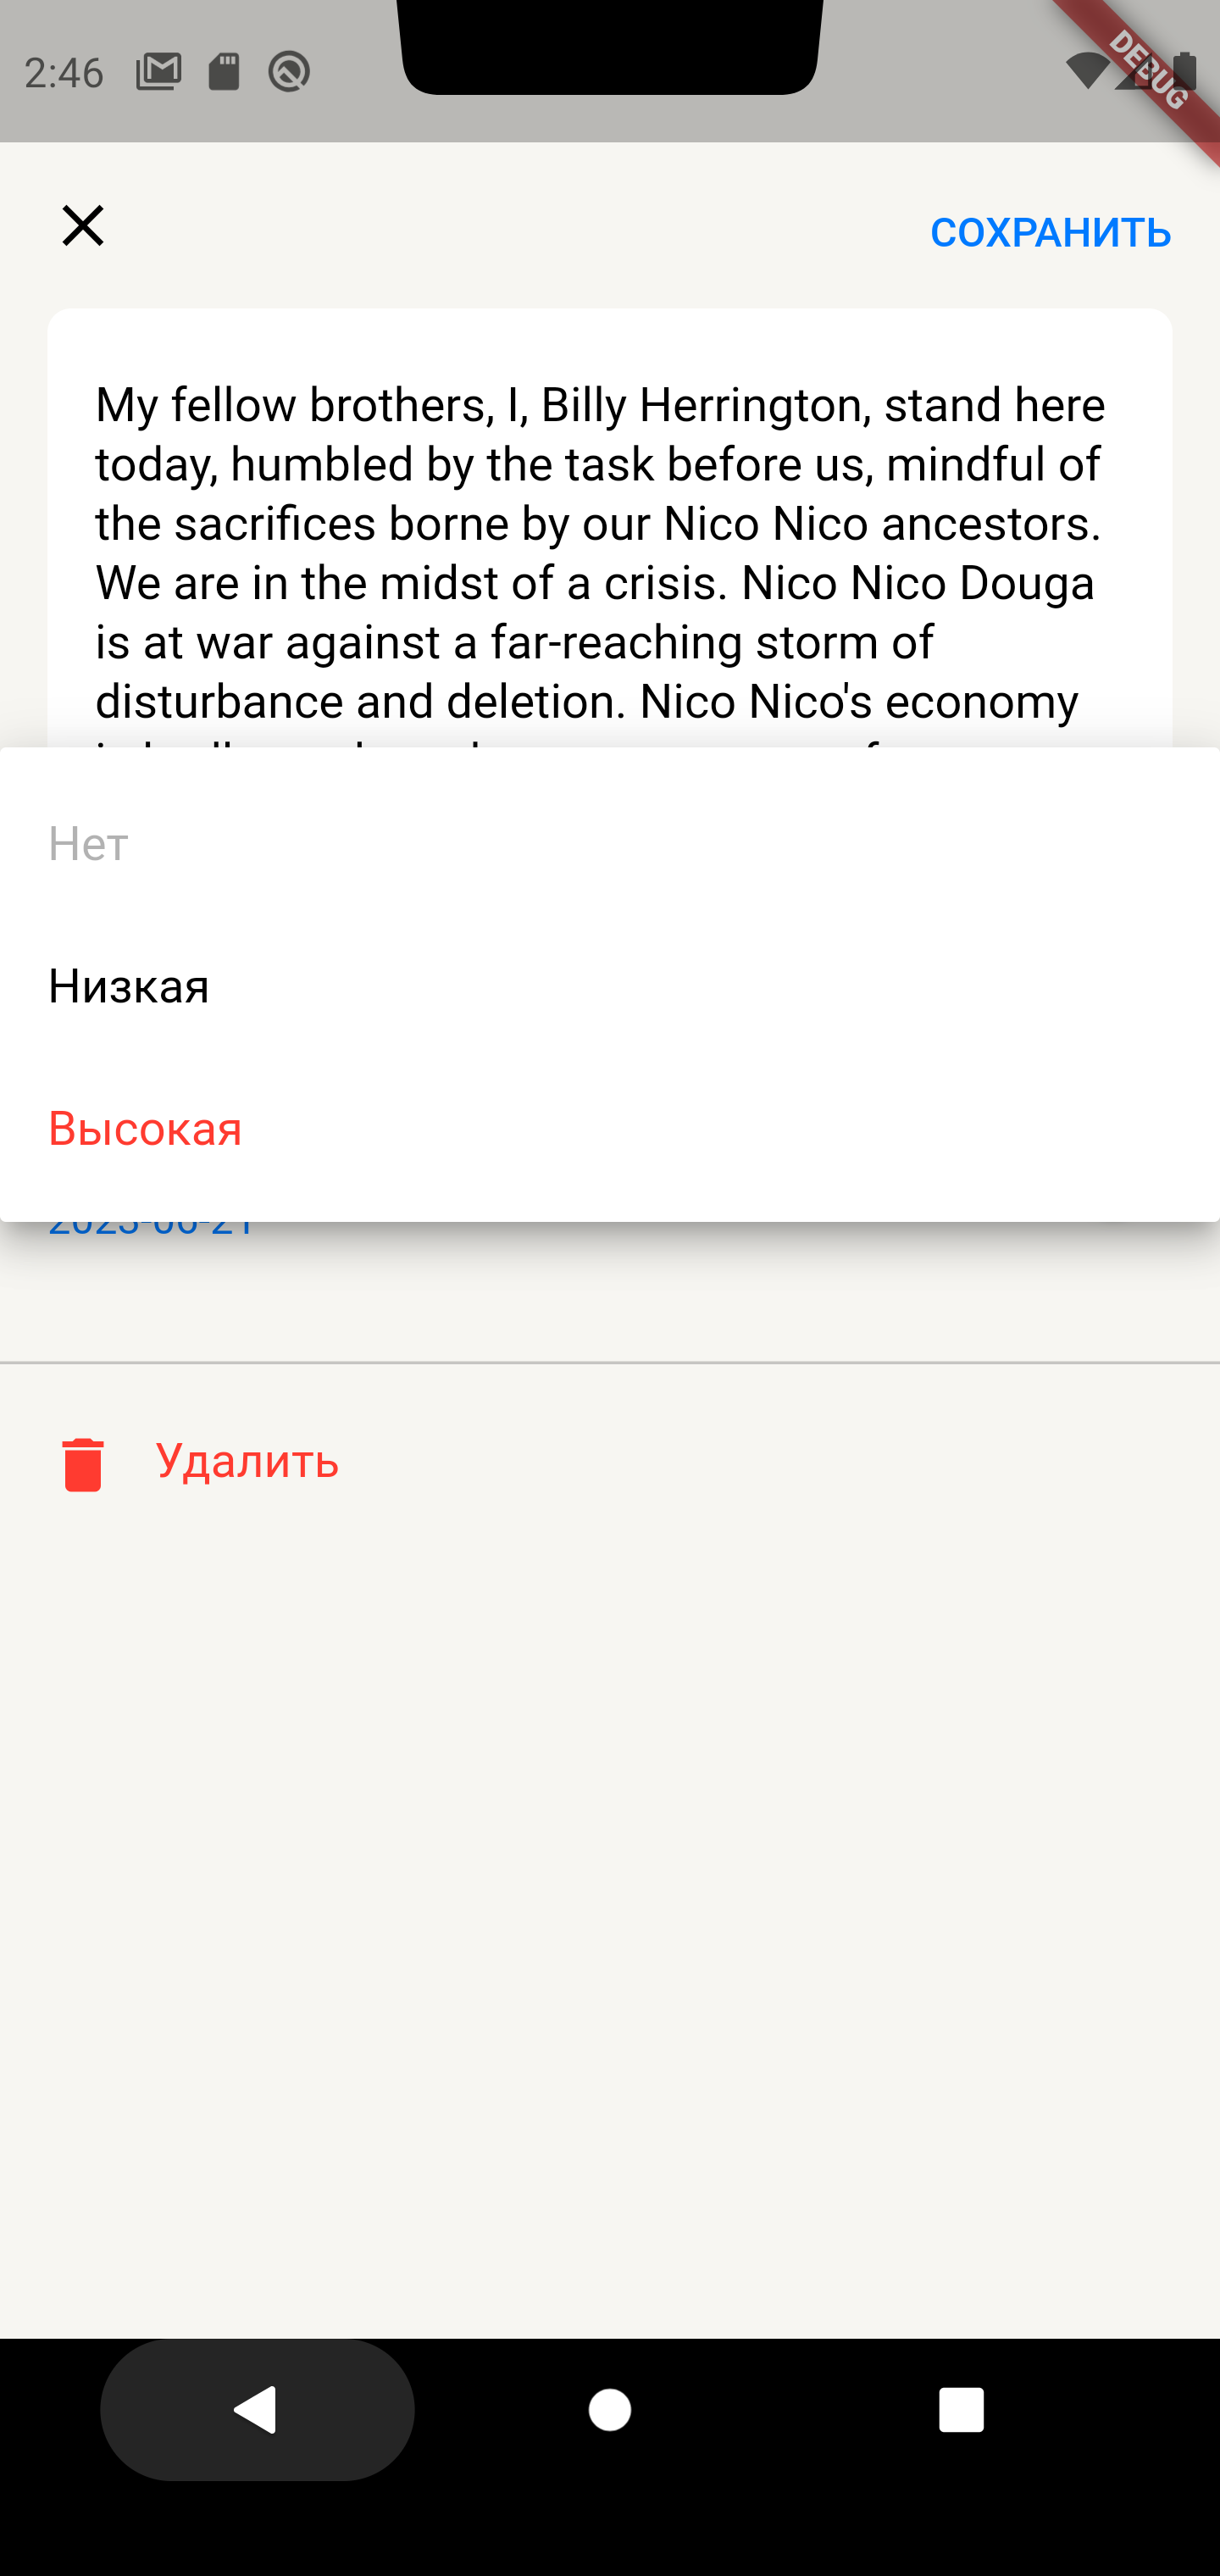 2:46
DEBUG
СОХРАНИТЬ
My fellow brothers, I, Billy Herrington, stand here
today, humbled by the task before us, mindful of
the sacrifices borne by our Nico Nico ancestors.
We are in the midst of a crisis. Nico Nico Douga
is at war against a far-reaching storm of
disturbance and deletion. Nico Nico's economy
Нет
Низкая
Высокая
Удалить